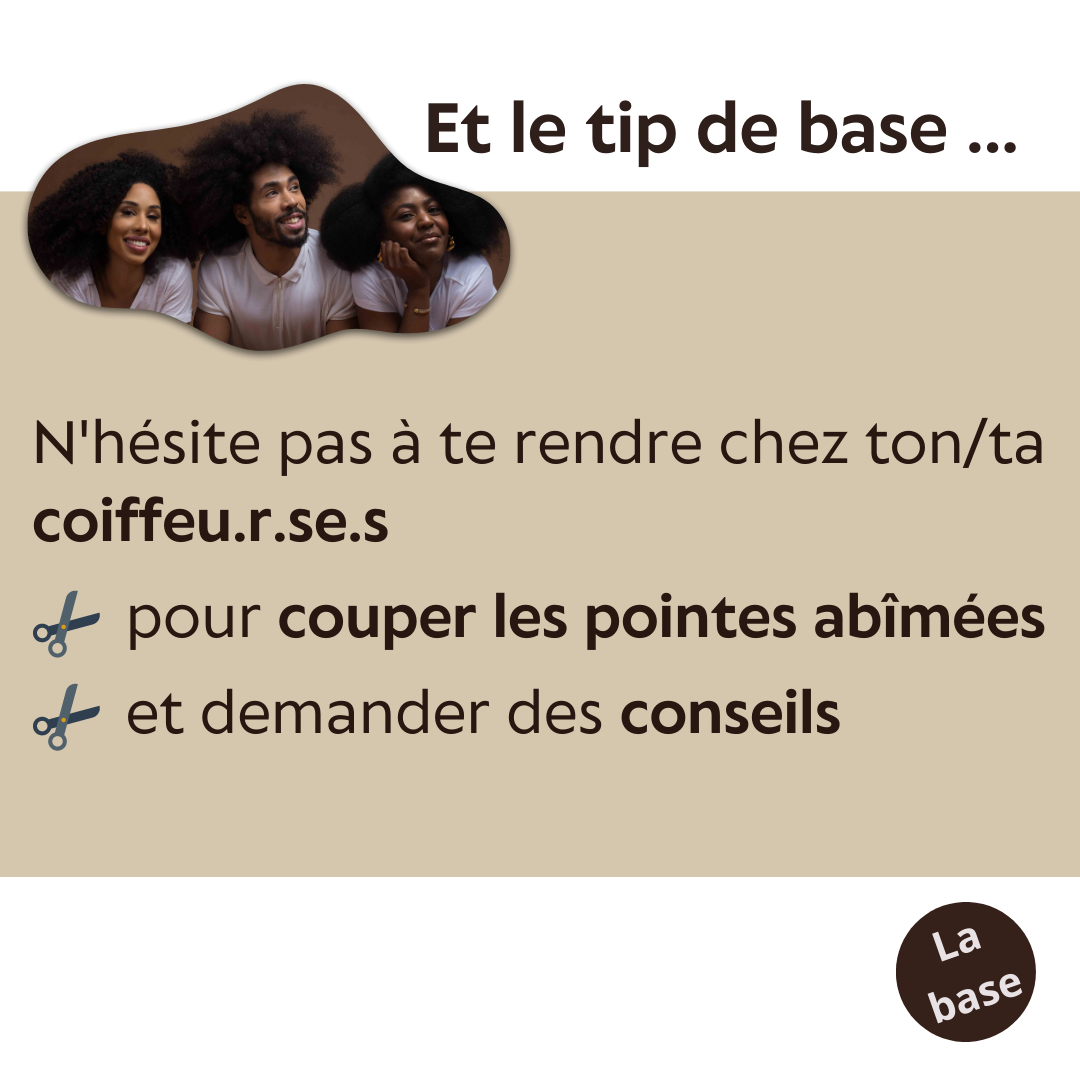 Et le tip de base ...
N'hésite pas à te rendre chez ton/ta
coiffeu.r.se.s
pour couper les pointes abîmées
et demander des conseils
La
base